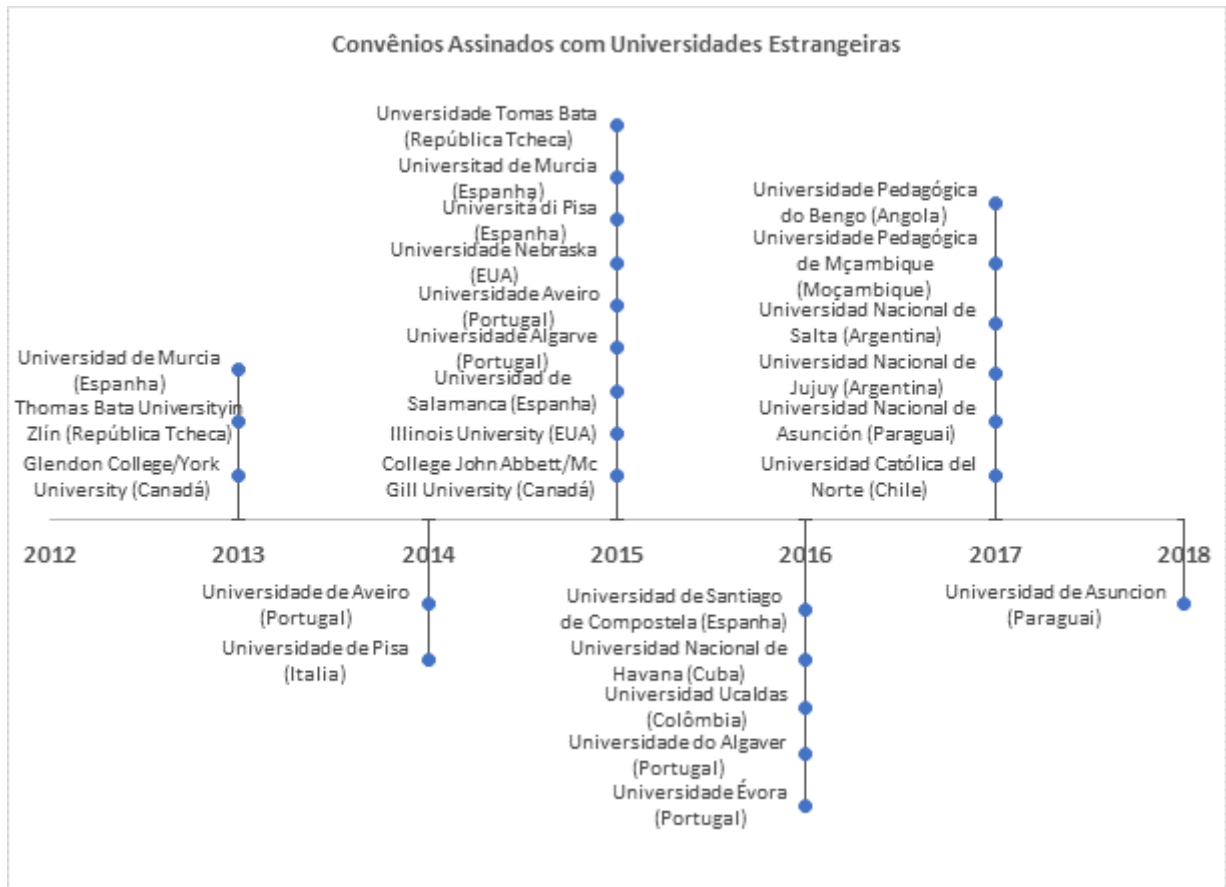 Convênios Assinados com Universidades Estrangeiras
Unversidade Tomas Bata
(República Tcheca)
Universitad de Murcia
(Espanha)
Universitá di Pisa
(Espanha)
Universidade Nebraska
(EUA)
Universidade Aveiro
(Portugal)
Universidade Algarve
(Portugal)
Universidad de
Salamanca (Espanha)
Illinois University (EUA)
College John Abbett/Mc
Gill University (Canadá)
Universidade Pedagógica
do Bengo (Angola)
Universidade Pedagógica
de Mçambique
(Moçambique)
Universidad Nacional de
Salta (Argentina)
Universidad Nacional de
Jujuy (Argentina)
Universidad Nacional de
Asunción (Paraguai)
Universidad Católica del
Norte (Chile)
Universidad de Murcia
(Espanha)
Thomas Bata Universityin
Zlín (República Tcheca)
Glendon College/York
University (Canadá)
2012 2013 2014 2015 2016 2017 2018
Universidade de Aveiro
(Portugal)
Universidade de Pisa
(Italia)
Universidad de Santiago
de Compostela (Espanha)
Universidad Nacional de
Havana (Cuba)
Universidad Ucaldas
(Colômbia)
Universidade do Algaver
(Portugal)
Universidade Évora
(Portugal)
Universidad de Asuncion
(Paraguai)